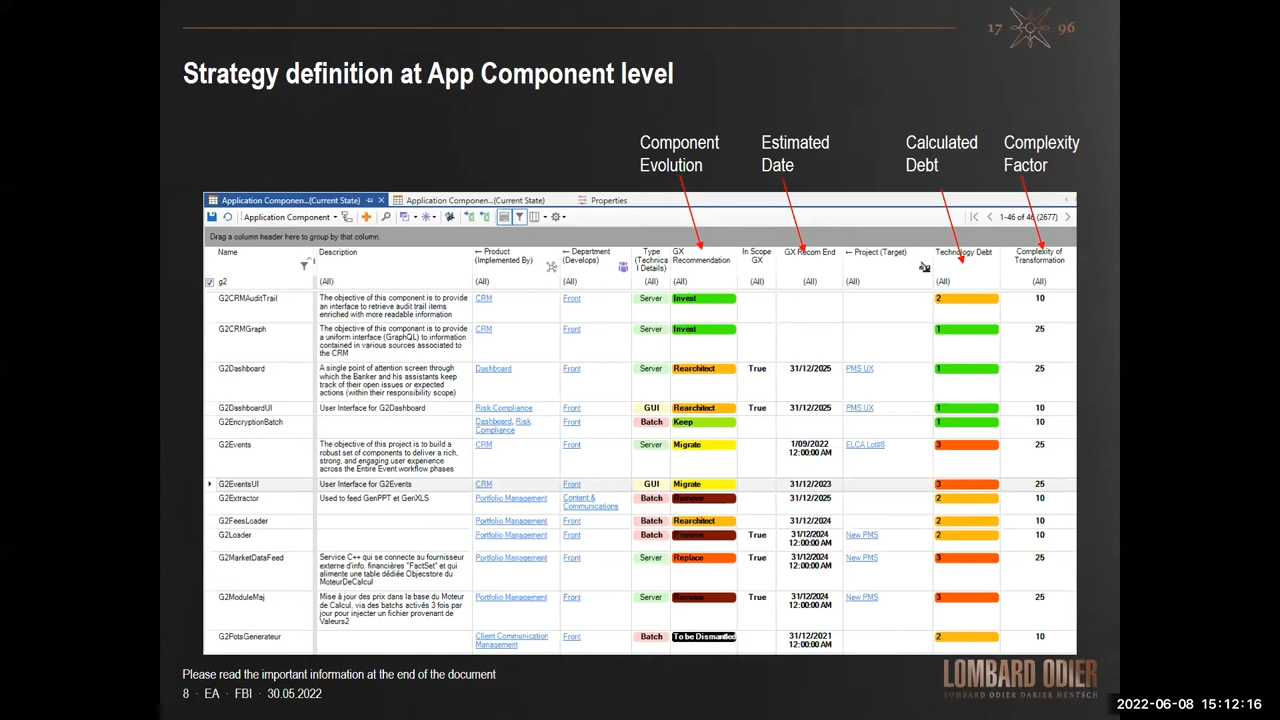 17 96
Strategy definition at App Component level
Component Evolution
Estimated Date
Calculated Debt
Complexity Factor
Application Componen...(Current State)
Application Componen...(Current State)
Properties
Application Component
1-46 of 46 (2677)
Drag a column header here to group by that column.
Name Description ← Product (Implemented By) ← Department (Develops) Type (Technical Details) GX Recommendation In Scope GX GX Recom End ← Project (Target) Technology Debt Complexity of Transformation
g2 (All) (All) (All) (All) (All) (All) (All) (All) (All) (All)
G2CRMAuditTrail The objective of this component is to provide CRM Front Server Invest 2 10
an interface to retrieve audit trail items
enriched with more readable information
G2CRMGraph The objective of this component is to provide CRM Front Server Invest 1 25
a uniform interface (GraphQL) to information
contained in various sources associated to
the CRM
G2Dashboard A single point of attention screen through Dashboard Front Server Rearchitect True 31/12/2025 PMS UX 1 25
which the Banker and his assistants keep
track of their open issues or expected
actions (within their responsibility scope)
G2DashboardUI User Interface for G2Dashboard Risk Compliance Front GUI Rearchitect True 31/12/2025 PMS UX 1 10
G2EncryptionBatch Dashboard, Risk Front Batch Keep 1 10
Compliance
G2Events The objective of this project is to build a CRM Front Server Migrate 1/09/2022 ELCA Lot#8 3 25
robust set of components to deliver a rich, 12:00:00 AM
strong, and engaging user experience
across the Entire Event workflow phases
G2EventsUI User Interface for G2Events CRM Front GUI Migrate 31/12/2023 3 25
G2Extractor Used to feed GenPPT et GenXLS Portfolio Management Content & Batch Remove 31/12/2025 2 10
Communications
G2FeesLoader Portfolio Management Front Batch Rearchitect 31/12/2024 2 10
G2Loader Portfolio Management Front Batch Remove True 31/12/2024 New PMS 2 10
12:00:00 AM
G2MarketDataFeed Service C++ qui se connecte au fournisseur Portfolio Management Front Server Replace True 31/12/2024 New PMS 3 25
externe d'info. financières "FactSet" et qui 12:00:00 AM
alimente une table dédiée Objecstore du
MoteurDeCalcul
G2ModuleMaj Mise à jour des prix dans la base du Moteur Portfolio Management Front Server Remove True 31/12/2024 New PMS 3 25
de Calcul, via des batchs activés 3 fois par 12:00:00 AM
jour pour injecter un fichier provenant de
Valeurs2
G2PotsGenerateur Client Communication Front Batch To be Dismantled 31/12/2021 2 10
Management 12:00:00 AM
Please read the important information at the end of the document
8 · EA · FBI · 30.05.2022
LOMBARD ODIER
LOMBARD ODIER DARIER HENTSCH
2022-06-08 15:12:16